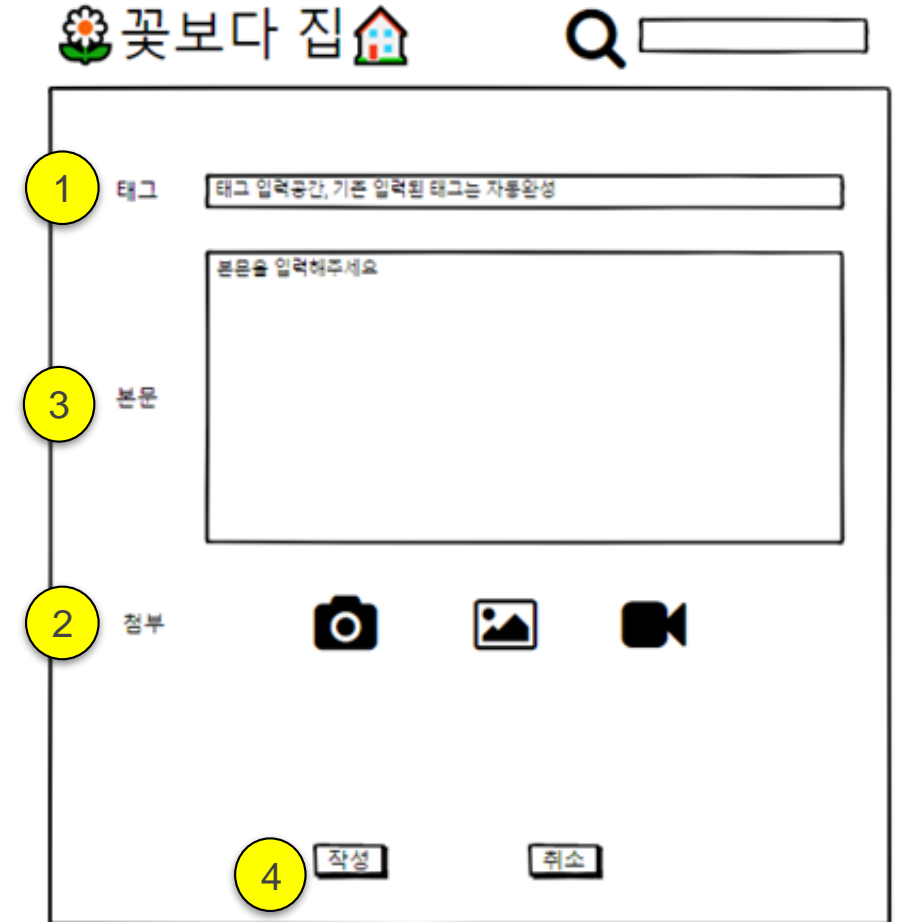 꽃보다 집
1 태그 태그 입력공간, 기존 입력된 태그는 자동완성
본문을 입력해주세요
3 본문
2 첨부
4 작성 취소